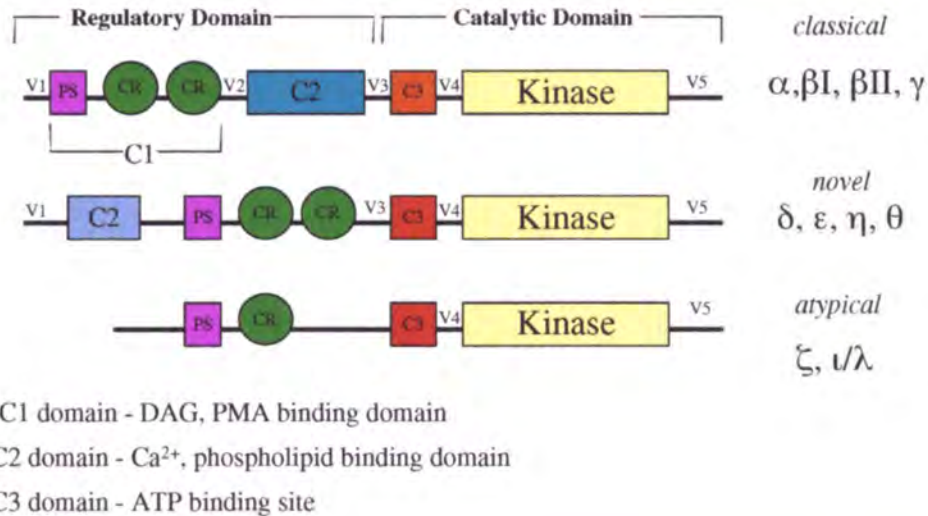 Regulatory Domain Catalytic Domain
classical
V1 PS CR CR V2 C2 V3 C3 V4 Kinase V5
α,βI, βII, γ
C1
novel
V1 C2 PS CR CR V3 C3 V4 Kinase V5
δ, ε, η, θ
atypical
PS CR C3 V4 Kinase V5
ζ, ι/λ
C1 domain - DAG, PMA binding domain
C2 domain - Ca²⁺, phospholipid binding domain
C3 domain - ATP binding site